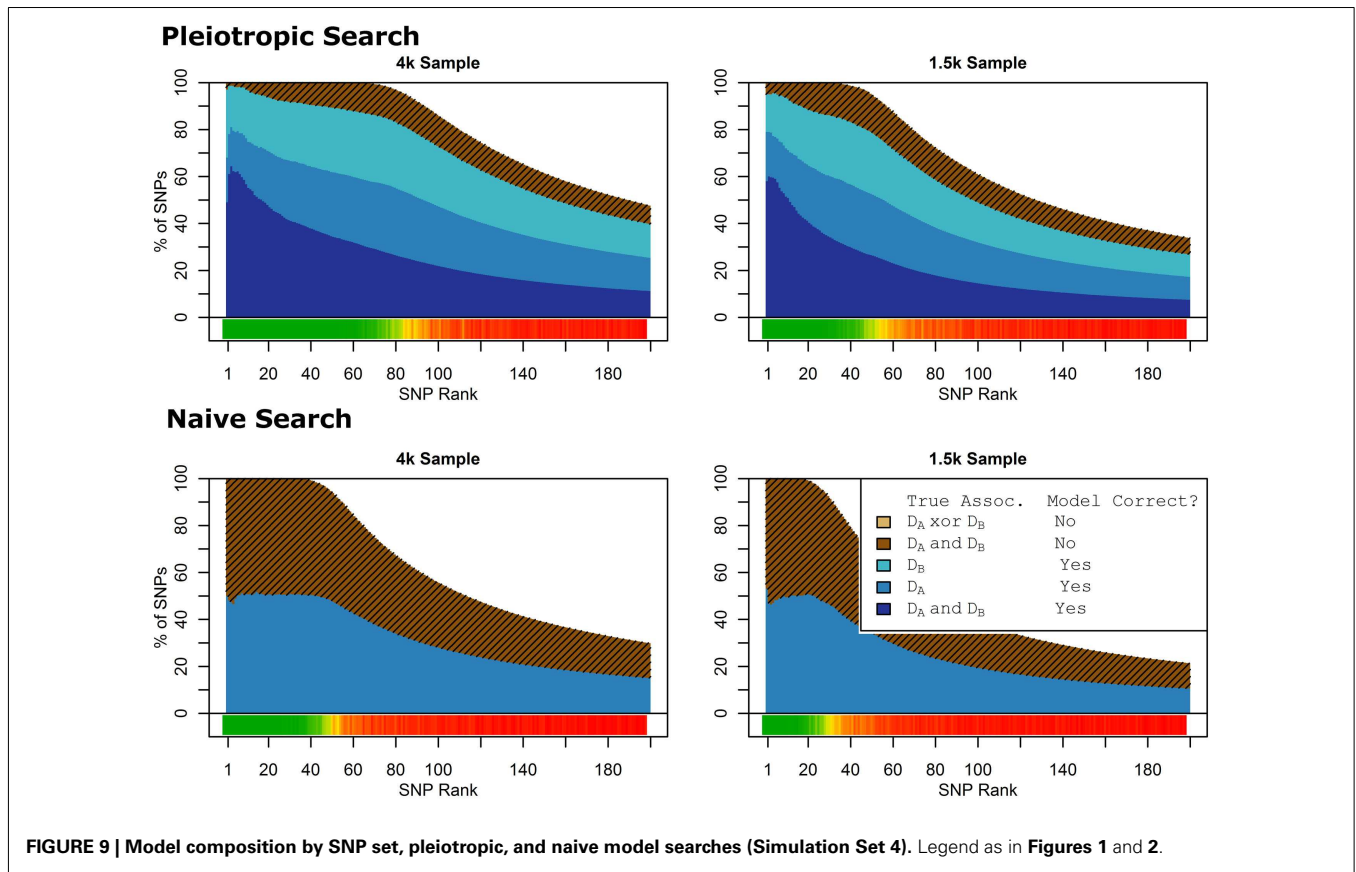 Pleiotropic Search
4k Sample
% of SNPs
0 20 40 60 80 100
1 20 40 60 80 100 140 180
SNP Rank
1.5k Sample
0 20 40 60 80 100
1 20 40 60 80 100 140 180
SNP Rank
Naive Search
4k Sample
% of SNPs
0 20 40 60 80 100
1 20 40 60 80 100 140 180
SNP Rank
1.5k Sample
0 20 40 60 80 100
True Assoc. Model Correct?
DA xor DB No
DA and DB No
DB Yes
DA Yes
DA and DB Yes
1 20 40 60 80 100 140 180
SNP Rank
FIGURE 9 | Model composition by SNP set, pleiotropic, and naive model searches (Simulation Set 4). Legend as in Figures 1 and 2.